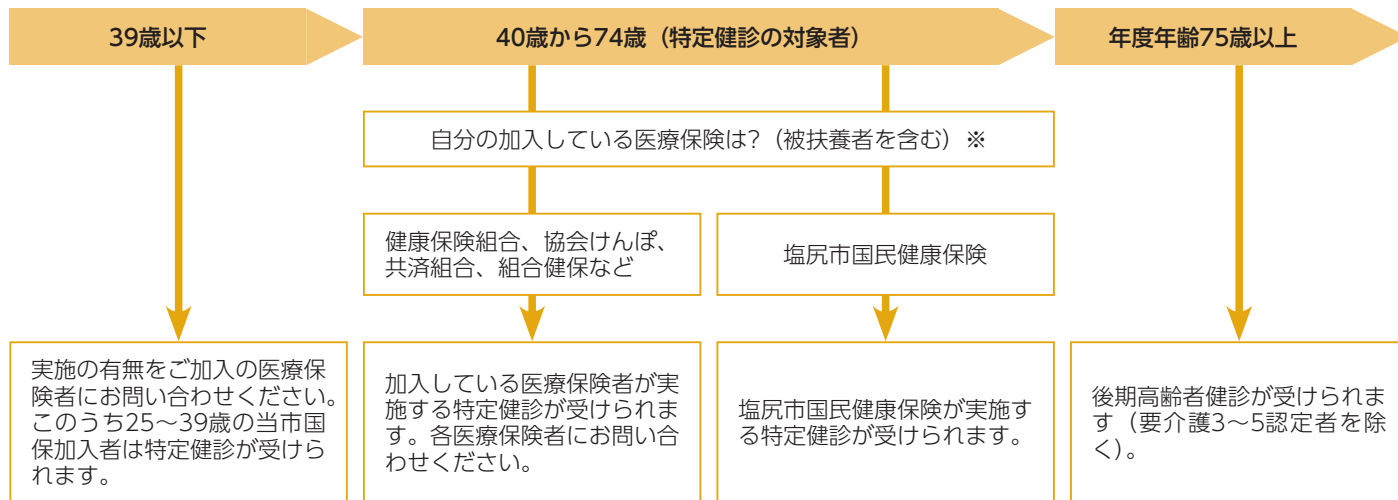 39歳以下
40歳から74歳（特定健診の対象者）
年度年齢75歳以上
自分の加入している医療保険は?（被扶養者を含む）※
健康保険組合、協会けんぽ、
共済組合、組合健保など
塩尻市国民健康保険
実施の有無をご加入の医療保
険者にお問い合わせください。
このうち25～39歳の当市国
保加入者は特定健診が受けら
れます。
加入している医療保険者が実
施する特定健診が受けられま
す。各医療保険者にお問い合
わせください。
塩尻市国民健康保険が実施す
る特定健診が受けられます。
後期高齢者健診が受けられま
す（要介護3～5認定者を除
く）。